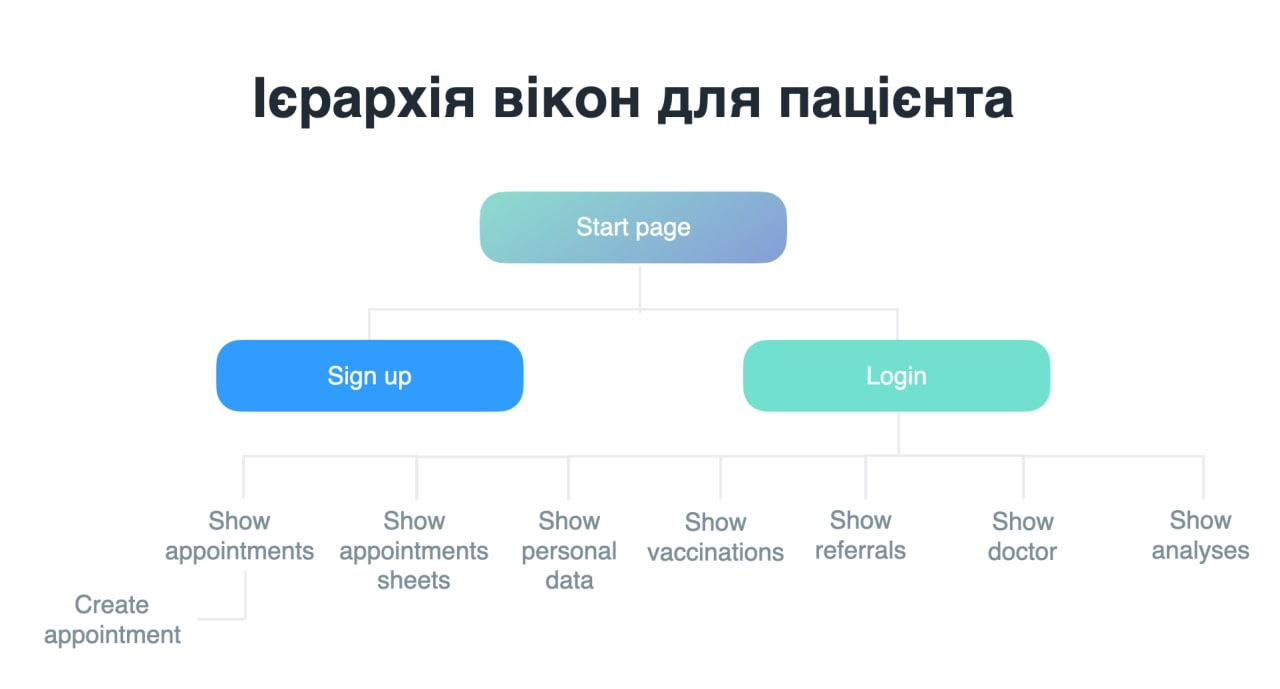 Ієрархія вікон для пацієнта
Start page
Sign up
Login
Show
appointments
Show
appointments
sheets
Show
personal
data
Show
vaccinations
Show
referrals
Show
doctor
Show
analyses
Create
appointment